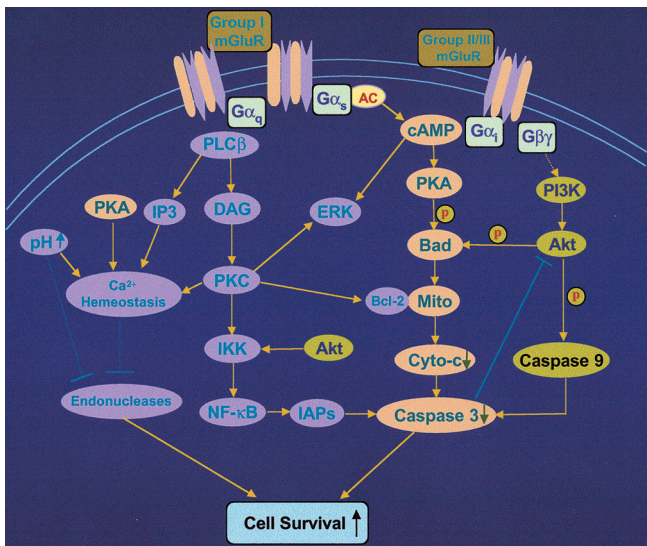 Group I
mGluR
Group II/III
mGluR
Gαq
Gαs
AC
cAMP
Gαi
Gβγ
PLCβ
PKA
PI3K
PKA
IP3
DAG
ERK
P
pH
Bad
P
Akt
Ca2+
Hemeostasis
PKC
Bcl-2
Mito
P
IKK
Akt
Cyto-c
Caspase 9
Endonucleases
NF-κB
IAPs
Caspase 3
Cell Survival